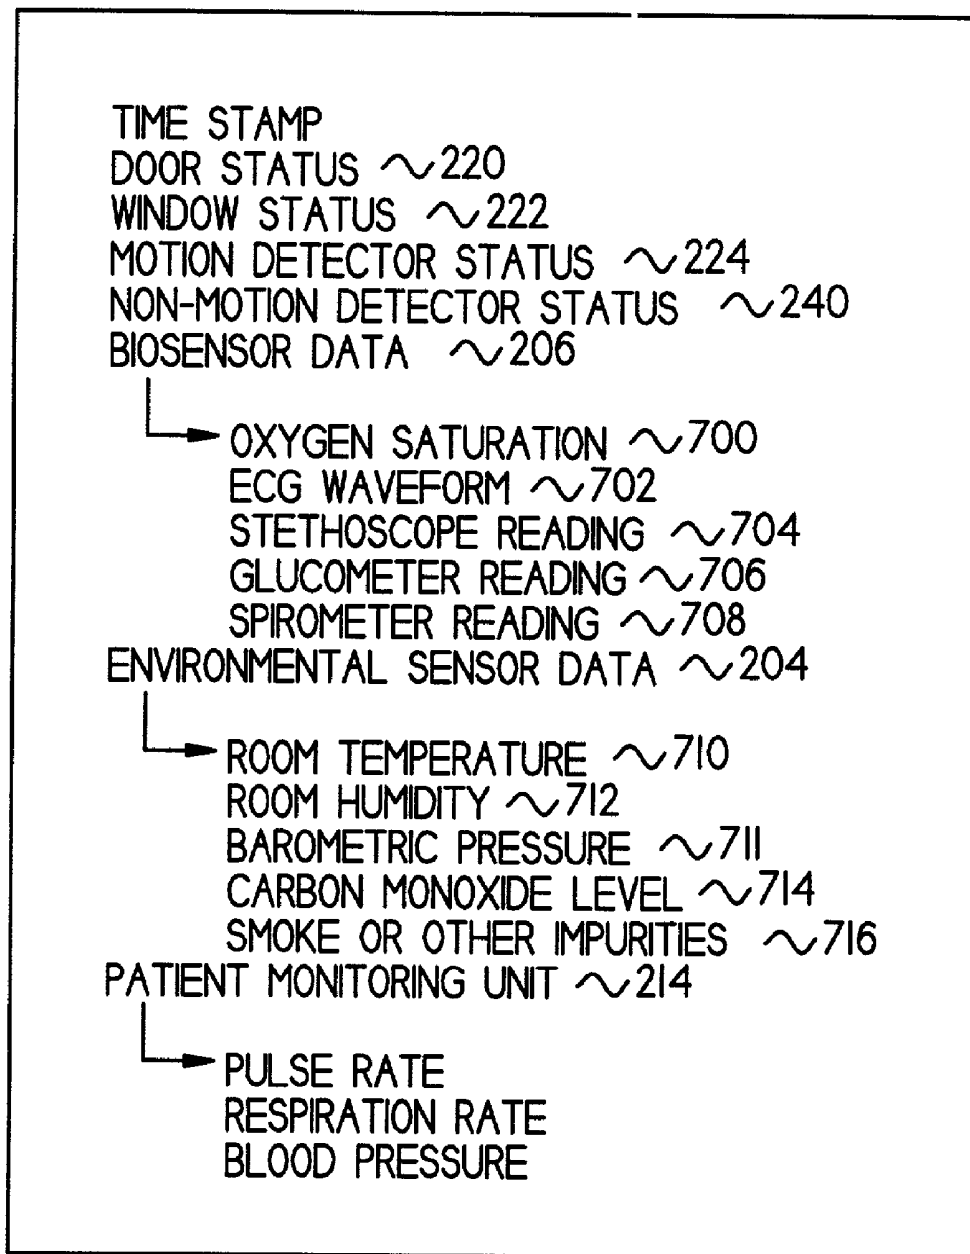 TIME STAMP
DOOR STATUS 220
WINDOW STATUS 222
MOTION DETECTOR STATUS 224
NON-MOTION DETECTOR STATUS 240
BIOSENSOR DATA 206
OXYGEN SATURATION 700
ECG WAVEFORM 702
STETHOSCOPE READING 704
GLUCOMETER READING 706
SPIROMETER READING 708
ENVIRONMENTAL SENSOR DATA 204
ROOM TEMPERATURE 710
ROOM HUMIDITY 712
BAROMETRIC PRESSURE 711
CARBON MONOXIDE LEVEL 714
SMOKE OR OTHER IMPURITIES 716
PATIENT MONITORING UNIT 214
PULSE RATE
RESPIRATION RATE
BLOOD PRESSURE